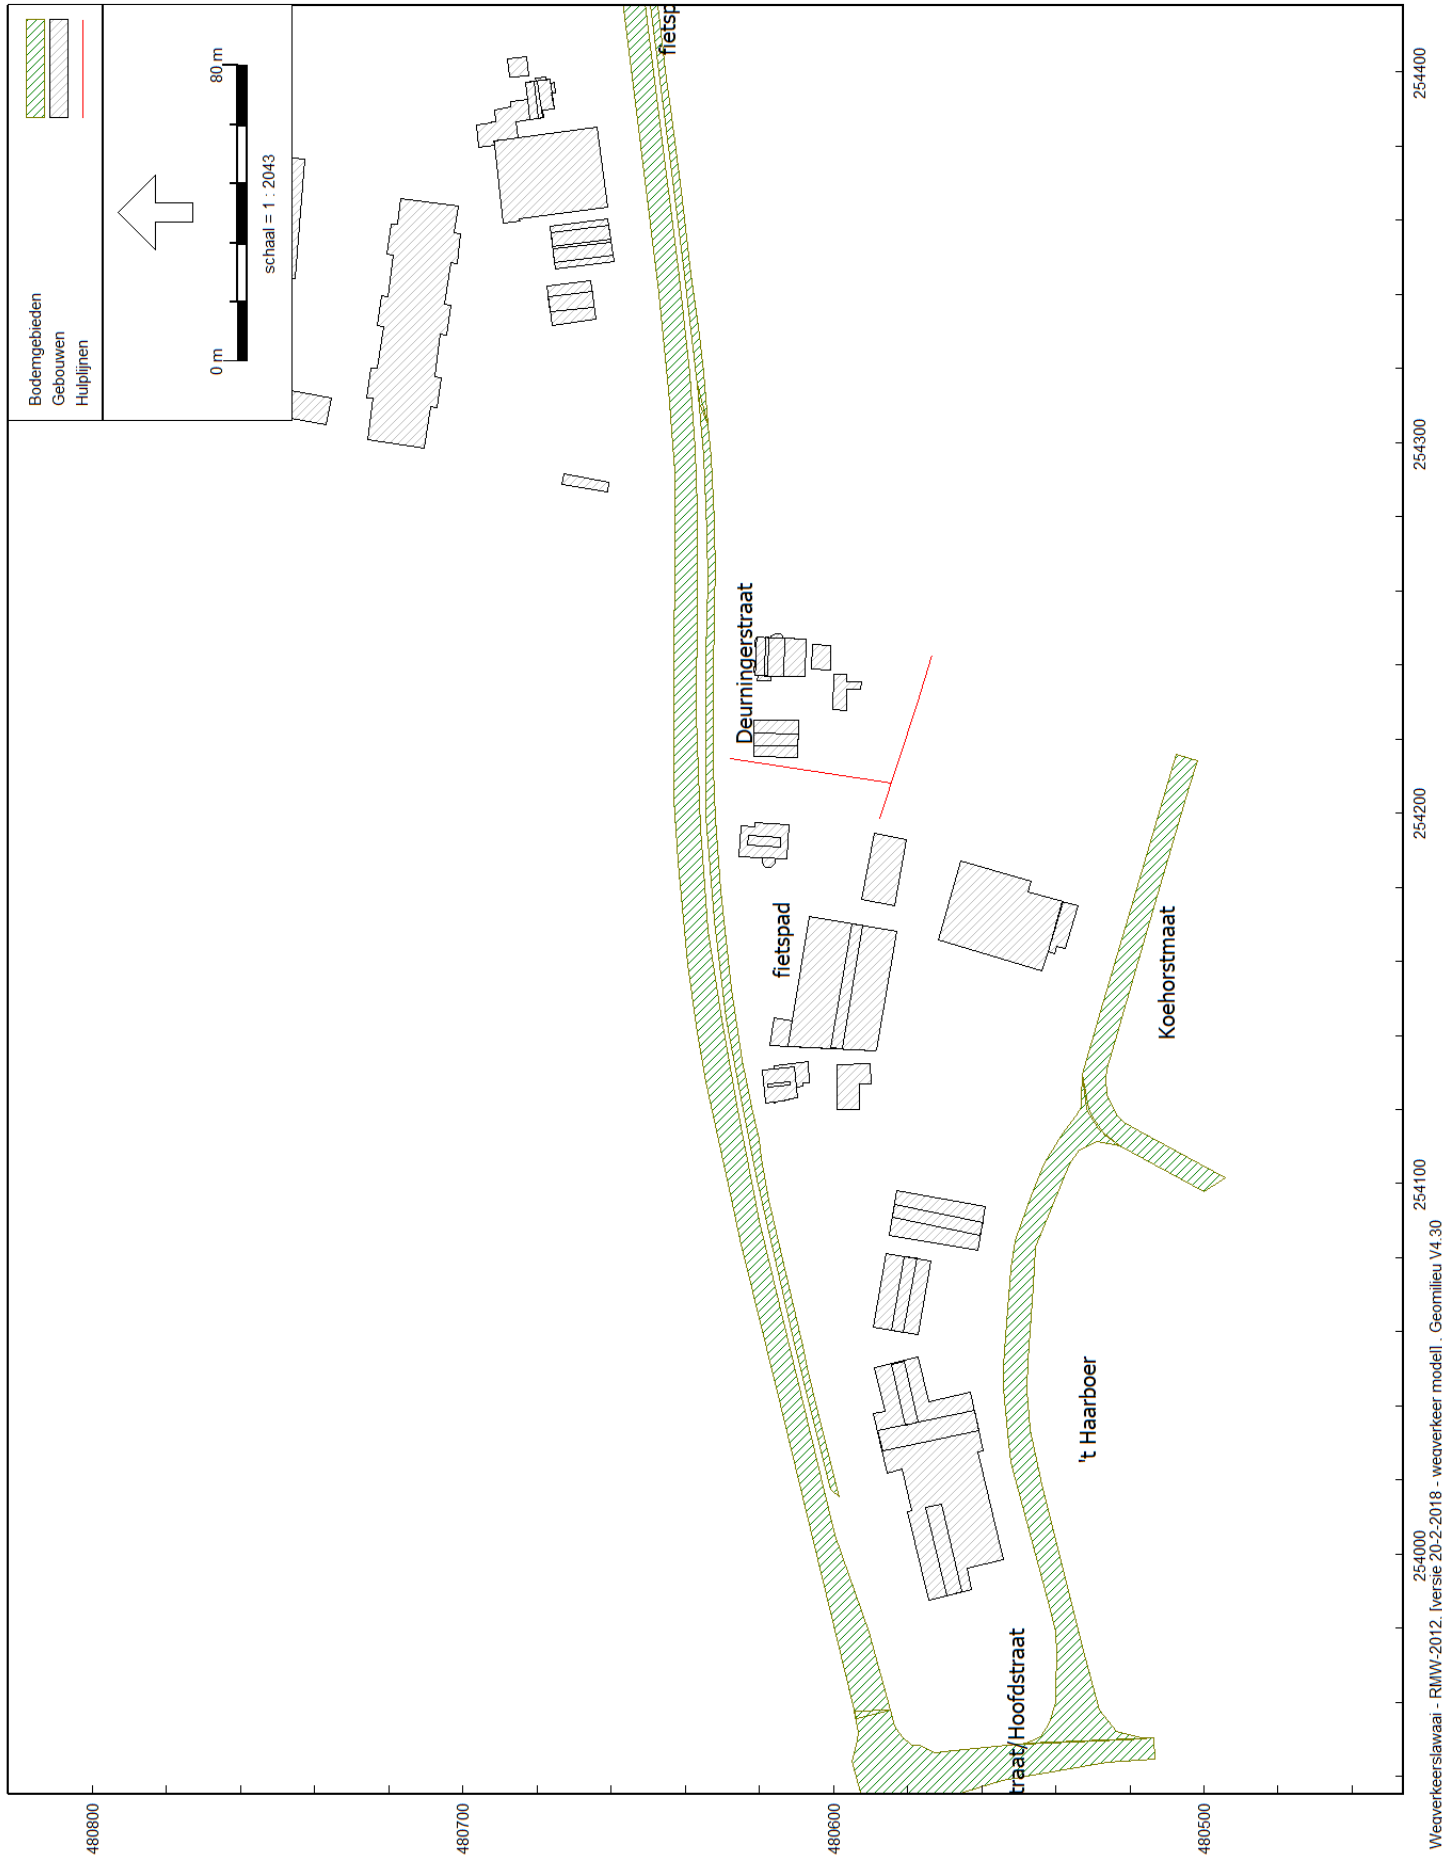 Bodemgebieden
Gebouwen
Hulplijnen
0 m
80 m
schaal = 1 : 2043
fietsp
Deurningerstraat
fietspad
Koehorstmaat
't Haarboer
traat/Hoofdstraat
480800
480700
480600
480500
254000
254100
254200
254300
254400
Wegverkeerslawaai - RMW-2012, [versie 20-2-2018 - wegverkeer model] , Geomilieu V4.30